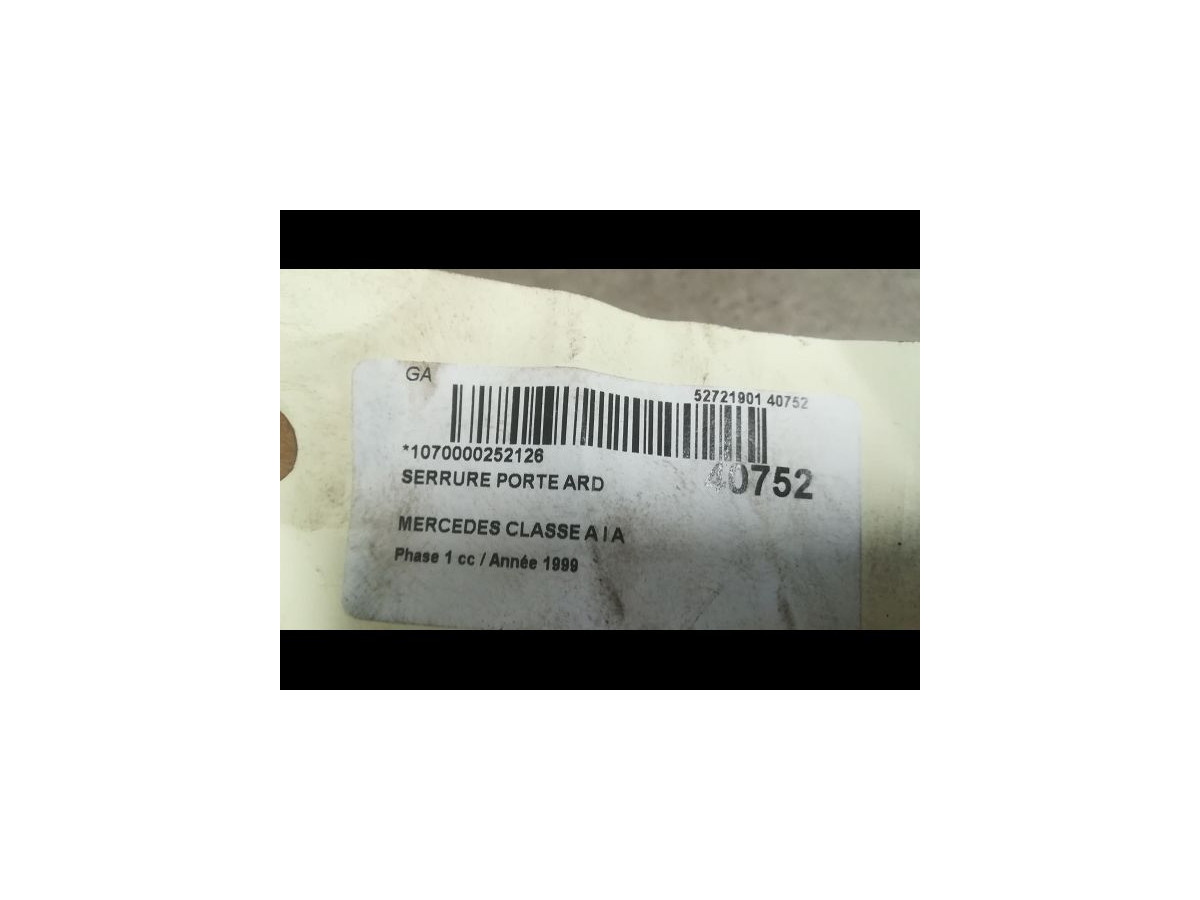 GA
52721901 40752
*1070000252126
40752
SERRURE PORTE ARD
MERCEDES CLASSE A I A
Phase 1 cc / Année 1999